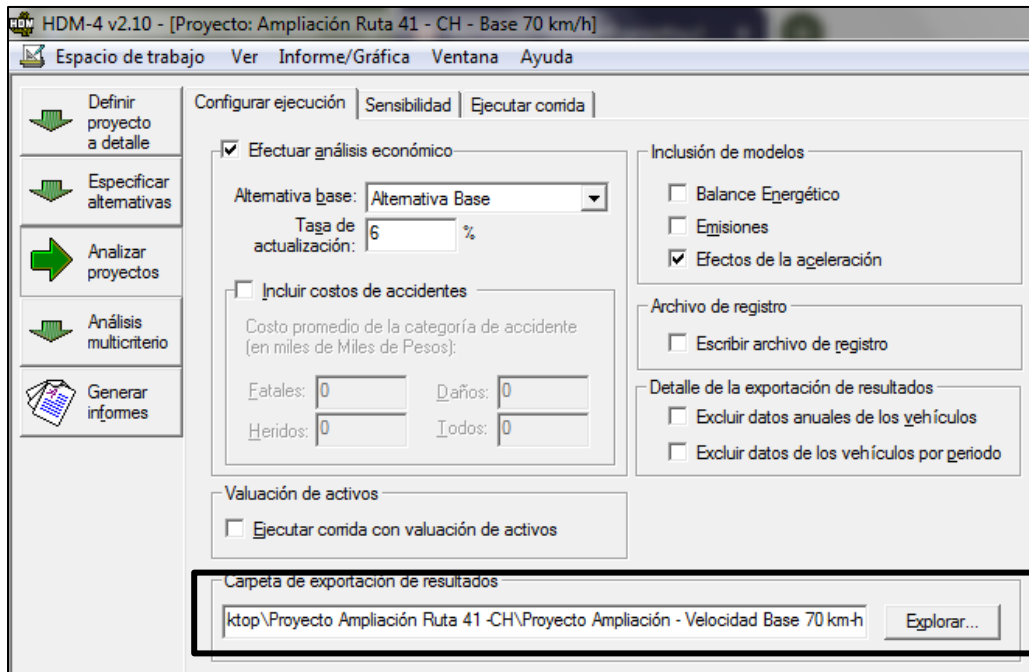 HDM-4 v2.10 - [Proyecto: Ampliación Ruta 41 - CH - Base 70 km/h]
Espacio de trabajo Ver Informe/Gráfica Ventana Ayuda
Definir
proyecto
a detalle
Especificar
alternativas
Analizar
proyectos
Análisis
multicriterio
Generar
informes
Configurar ejecución Sensibilidad Ejecutar corrida
Efectuar análisis económico
Alternativa base: Alternativa Base
Tasa de
actualización: 6 %
Incluir costos de accidentes
Costo promedio de la categoría de accidente
(en miles de Miles de Pesos):
Fatales: 0 Daños: 0
Heridos: 0 Todos: 0
Valuación de activos
Ejecutar corrida con valuación de activos
Inclusión de modelos
Balance Energético
Emisiones
Efectos de la aceleración
Archivo de registro
Escribir archivo de registro
Detalle de la exportación de resultados
Excluir datos anuales de los vehículos
Excluir datos de los vehículos por periodo
Carpeta de exportación de resultados
ktop\Proyecto Ampliación Ruta 41 -CH\Proyecto Ampliación - Velocidad Base 70 km-h Explorar...